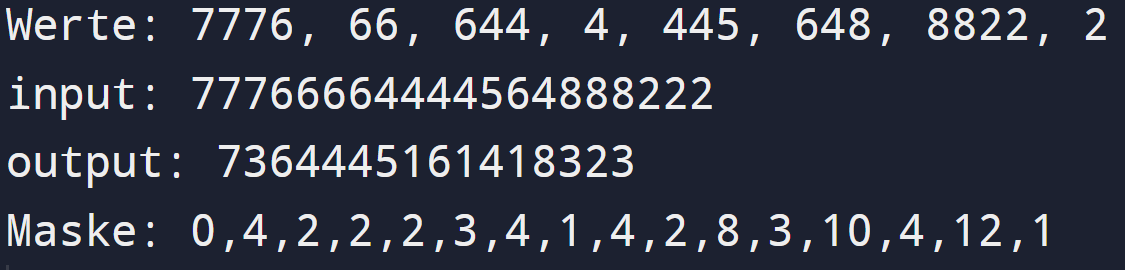 Werte: 7776, 66, 644, 4, 445, 648, 8822, 2
input: 77766664444564888222
output: 7364445161418323
Maske: 0,4,2,2,2,3,4,1,4,2,8,3,10,4,12,1